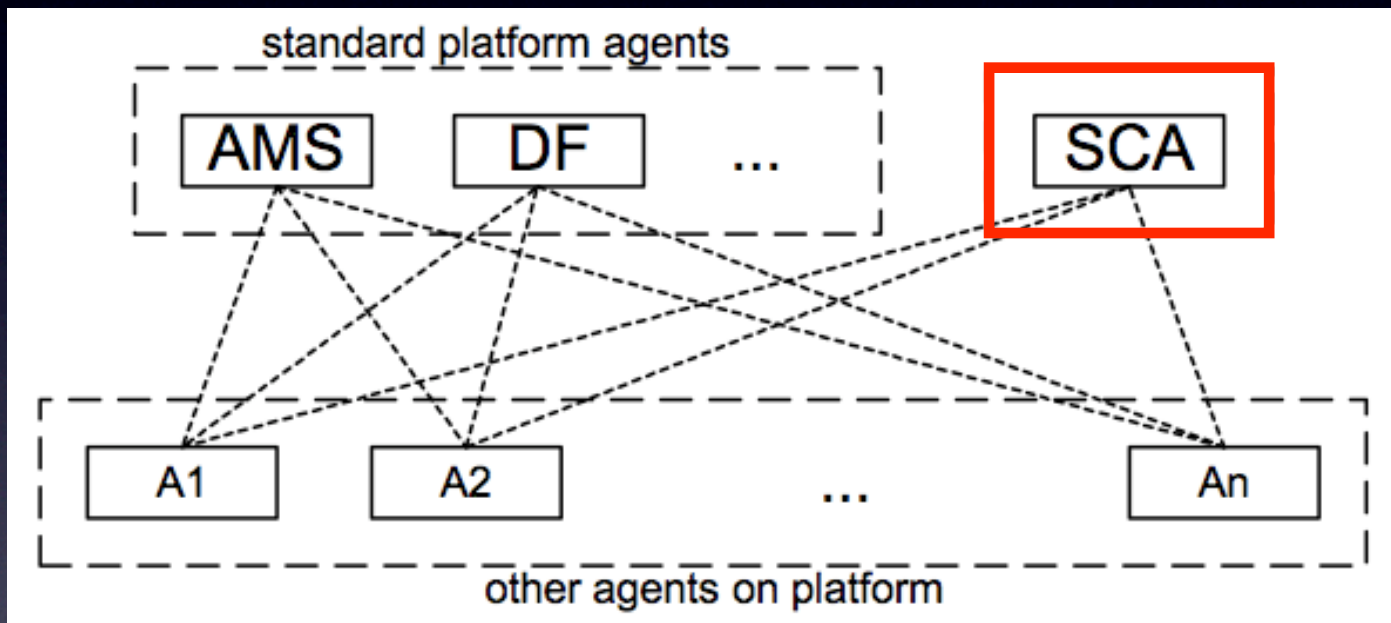 standard platform agents
AMS DF ... SCA
A1 A2 ... An
other agents on platform